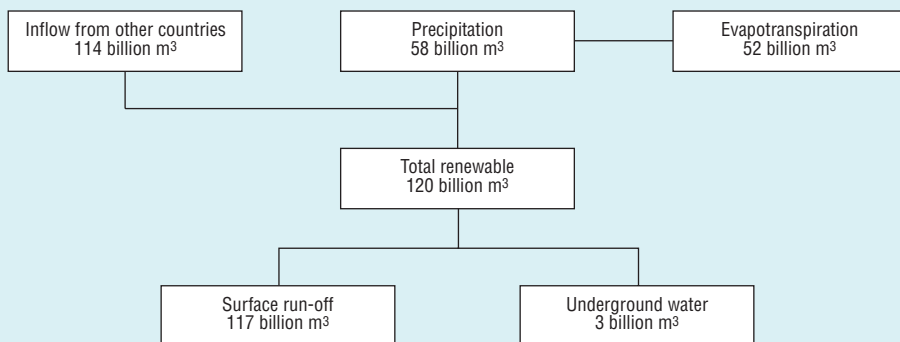 Inflow from other countries
114 billion m³
Precipitation
58 billion m³
Evapotranspiration
52 billion m³
Total renewable
120 billion m³
Surface run-off
117 billion m³
Underground water
3 billion m³